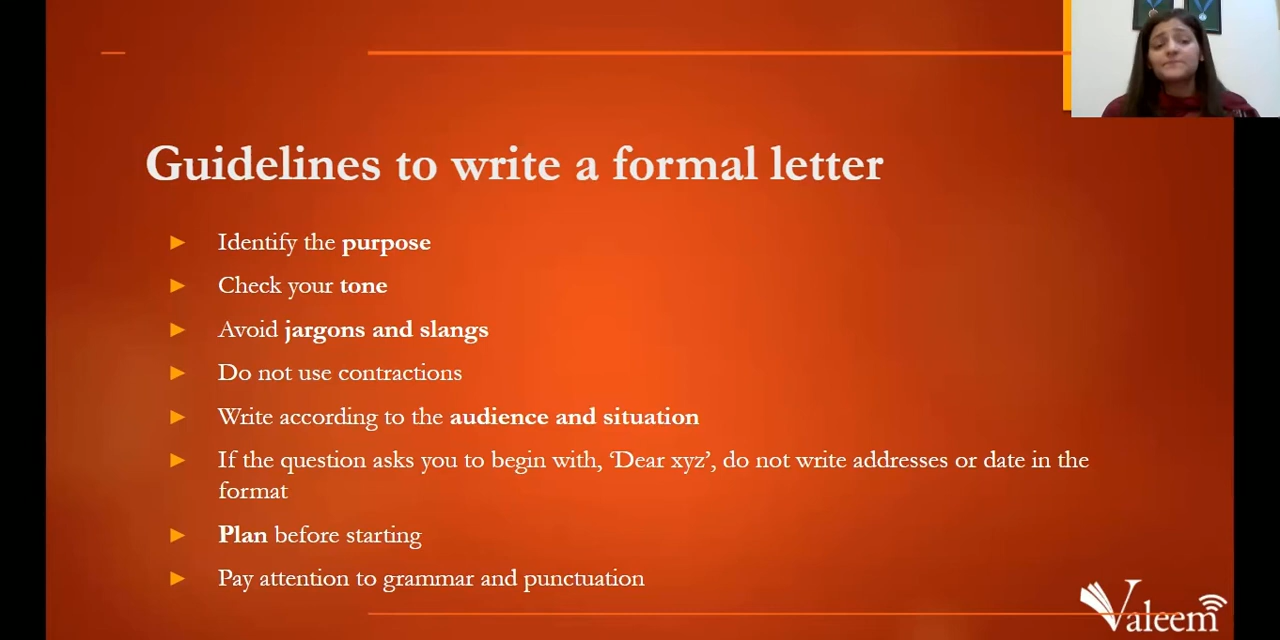 Guidelines to write a formal letter
Identify the purpose
Check your tone
Avoid jargons and slangs
Do not use contractions
Write according to the audience and situation
If the question asks you to begin with, ‘Dear xyz’, do not write addresses or date in the
format
Plan before starting
Pay attention to grammar and punctuation
Valeem